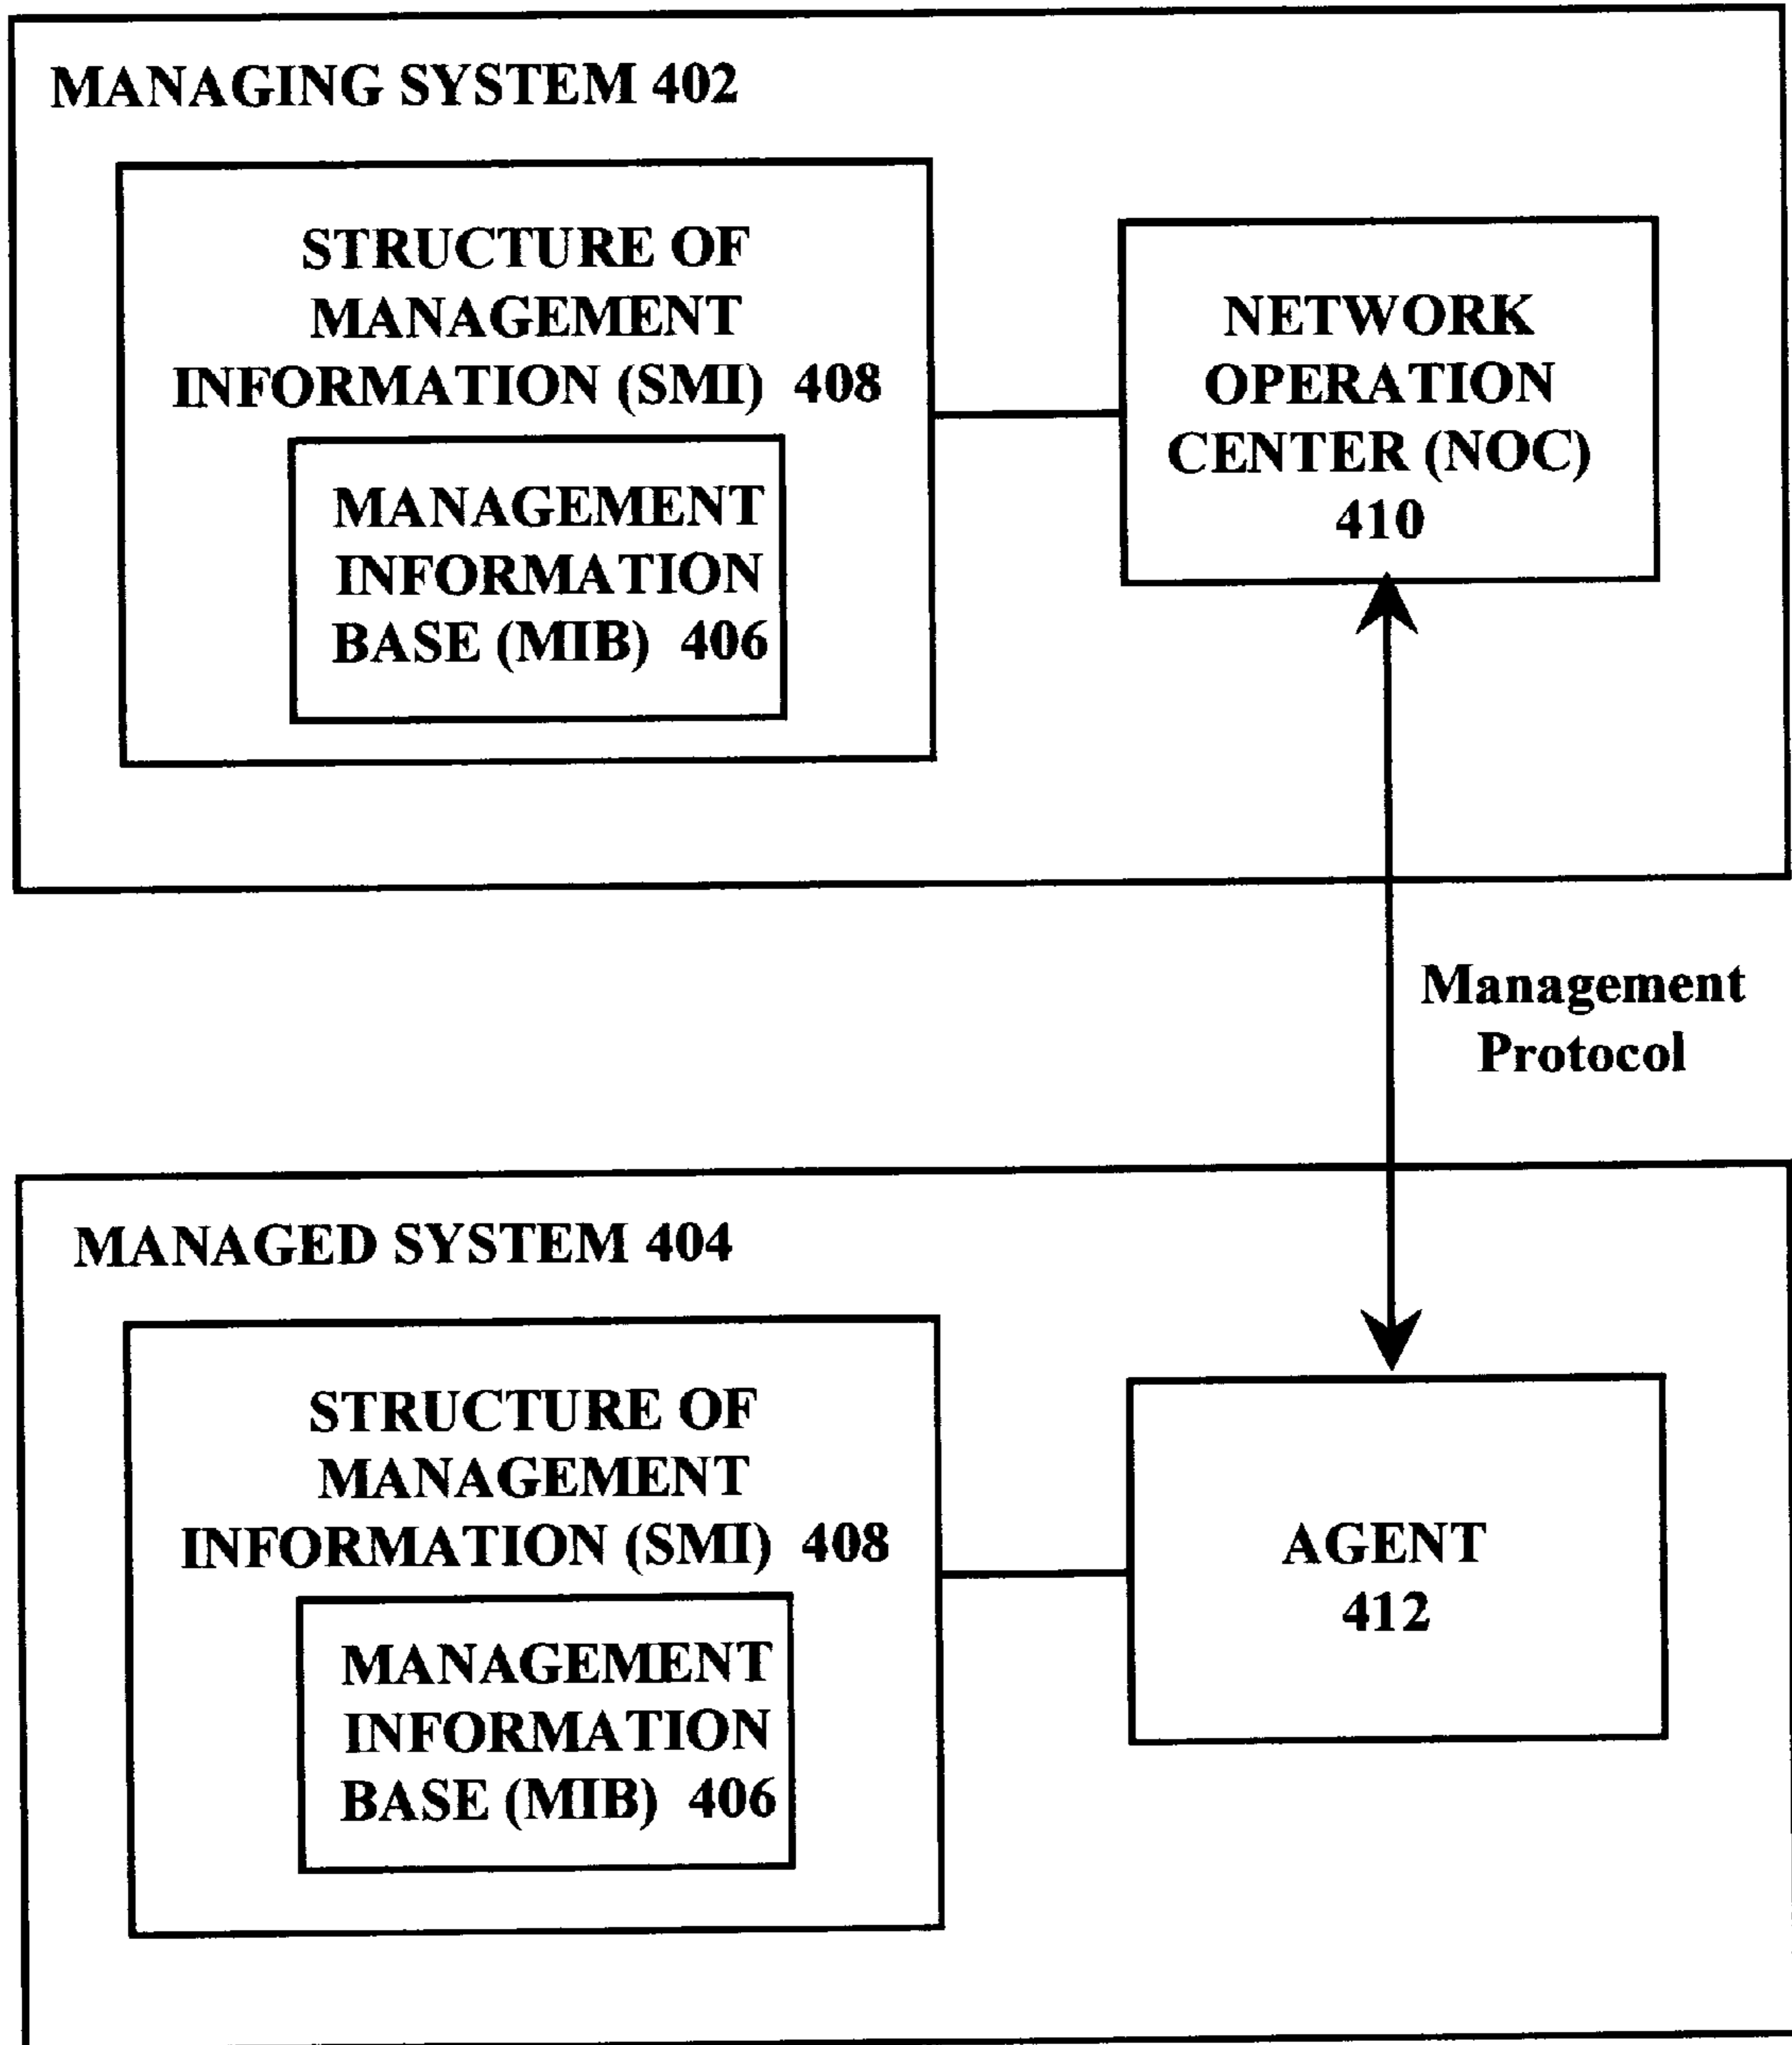 MANAGING SYSTEM 402
STRUCTURE OF
MANAGEMENT
INFORMATION (SMI) 408
MANAGEMENT
INFORMATION
BASE (MIB) 406
NETWORK
OPERATION
CENTER (NOC)
410
Management
Protocol
MANAGED SYSTEM 404
STRUCTURE OF
MANAGEMENT
INFORMATION (SMI) 408
MANAGEMENT
INFORMATION
BASE (MIB) 406
AGENT
412